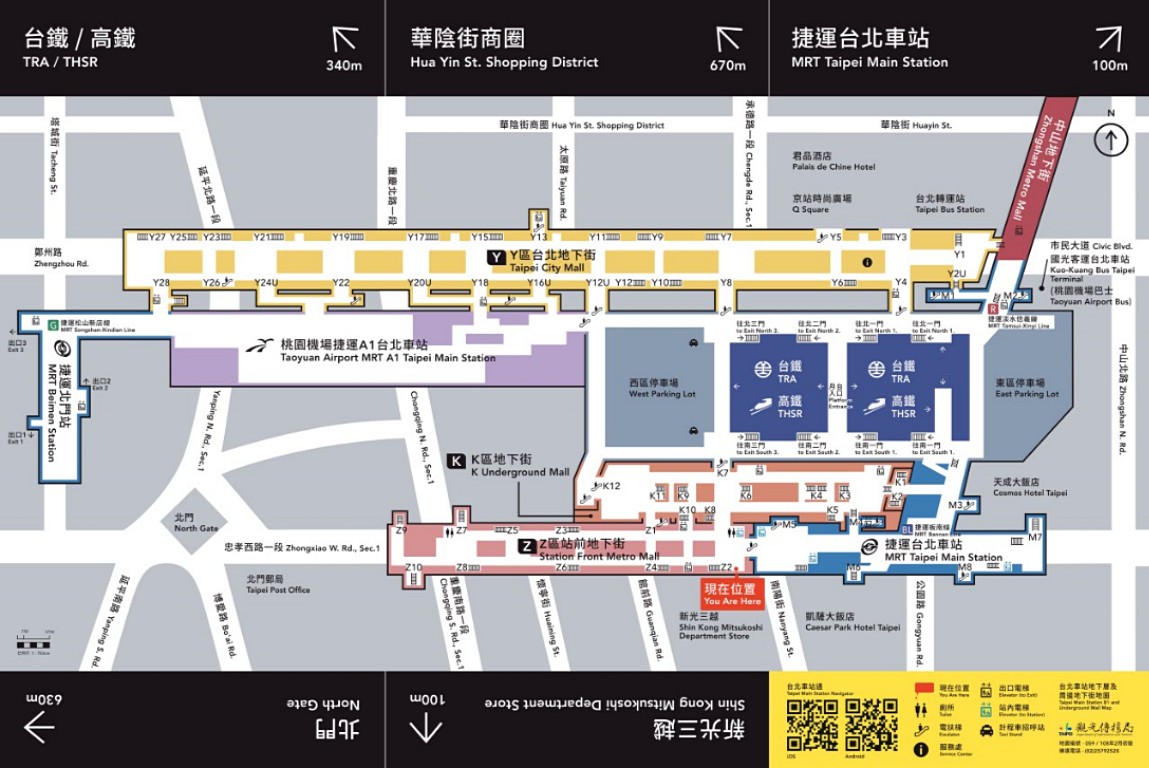 台鐵 / 高鐵
TRA / THSR
340m
華陰街商圈
Hua Yin St. Shopping District
670m
捷運台北車站
MRT Taipei Main Station
100m
塔城街 Tacheng St.
延平北路一段
重慶北路一段
華陰街商圈 Hua Yin St. Shopping District
太原路 Taiyuan Rd.
承德路一段 Chengde Rd., Sec.1
華陰街 Huayin St.
中山地下街
Zhongshan Metro Mall
N
君品酒店
Palais de Chine Hotel
京站時尚廣場
Q Square
台北轉運站
Taipei Bus Station
鄭州路
Zhengzhou Rd.
市民大道 Civic Blvd.
國光客運台北車站
Kuo-Kuang Bus Taipei
Terminal
(桃園機場巴士
Taoyuan Airport Bus)
Y27 Y25 Y23 Y21 Y19 Y17 Y15 Y13 Y11 Y9 Y7 Y5 Y3
Y Y區台北地下街
Taipei City Mall
Y1
Y2U
Y28 Y26 Y24U Y22 Y20U Y18 Y16U Y12U Y12 Y10 Y8 Y6 Y4
M1 M2
R
捷運淡水信義線
MRT Tamsui-Xinyi Line
G 捷運松山新店線
MRT Songshan Xindian Line
出口3
Exit 3
出口2
Exit 2
出口1
Exit 1
捷運北門站
MRT Beimen Station
桃園機場捷運A1台北車站
Taoyuan Airport MRT A1 Taipei Main Station
往北三門
to Exit North 3.
往北二門
to Exit North 2.
往北一門
to Exit North 1.
往北一門
to Exit North 1.
西區停車場
West Parking Lot
台鐵
TRA
高鐵
THSR
月台
入口
Platform
Entrance
台鐵
TRA
高鐵
THSR
東區停車場
East Parking Lot
往南三門
to Exit South 3.
往南二門
to Exit South 2.
往南一門
to Exit South 1.
往南一門
to Exit South 1.
中山北路 Zhongshan N. Rd.
Yanping N. Rd., Sec.1
Chongqing N. Rd., Sec.1
K K區地下街
K Underground Mall
K12
K7
K11 K9 K6 K4 K3 K1
K2
K10 K8 K5
天成大飯店
Cosmos Hotel Taipei
M3
北門
North Gate
Z9 Z7 Z5 Z3 Z1
M5
BL 捷運板南線
MRT Bannan Line
M7
忠孝西路一段 Zhongxiao W. Rd., Sec.1
Z Z區站前地下街
Station Front Metro Mall
捷運台北車站
MRT Taipei Main Station
Z10 Z8 Z6 Z4 Z2
M6 M8
北門郵局
Taipei Post Office
現在位置
You Are Here
新光三越
Shin Kong Mitsukoshi
Department Store
凱薩大飯店
Caesar Park Hotel Taipei
延平南路 Yanping S. Rd.
博愛路 Bo'ai Rd.
重慶南路一段
Chongqing S. Rd., Sec.1
懷寧街 Huaining St.
館前路 Guanqian Rd.
南陽街 Nanyang St.
公園路 Gongyuan Rd.
630m
北門
North Gate
100m
新光三越
Shin Kong Mitsukoshi Department Store
台北車站通
Taipei Main Station Navigator
iOS
Android
現在位置
You Are Here
廁所
Toilet
電扶梯
Escalator
服務處
Service Center
出口電梯
Elevator (to Exit)
站內電梯
Elevator (to Station)
計程車招呼站
Taxi Stand
台北車站地下層及
周邊地下街地圖
Taipei Main Station B1 and
Underground Mall Map
TAIPEI
觀光傳播局